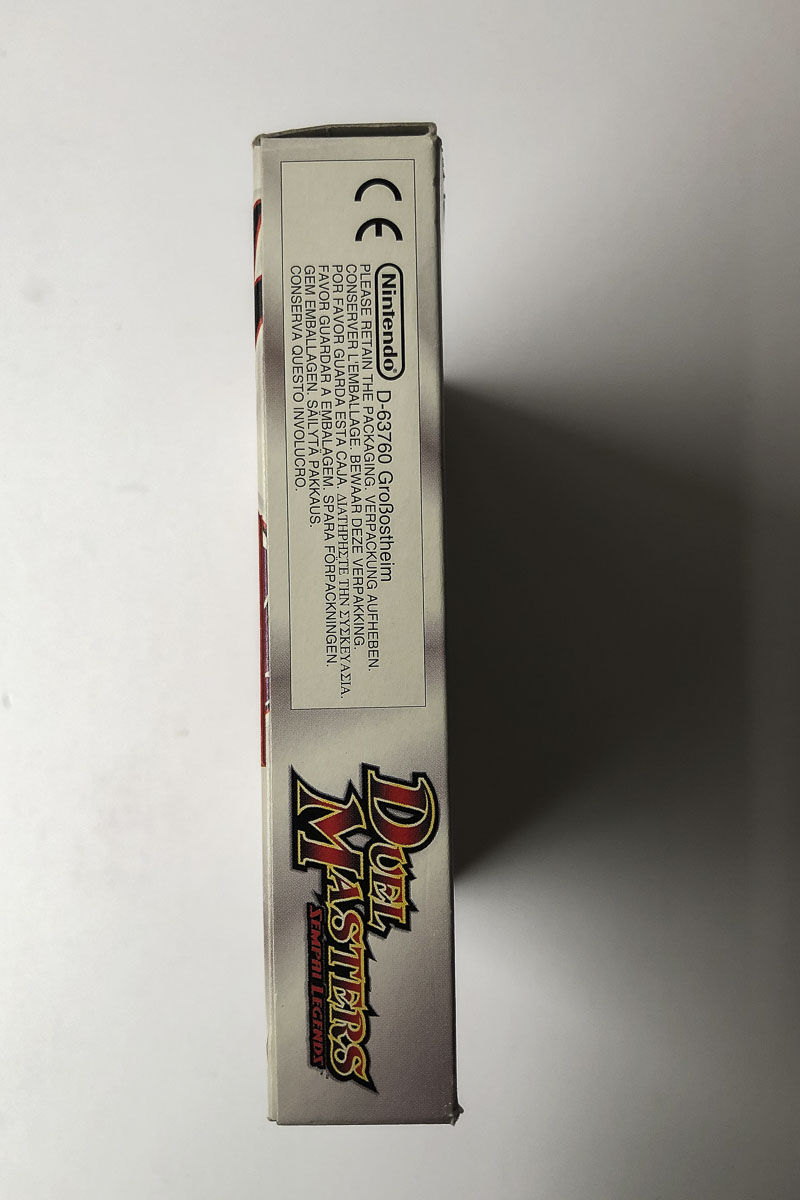 CE
Nintendo® D-63760 Großostheim
PLEASE RETAIN THE PACKAGING. VERPACKUNG AUFHEBEN.
CONSERVER L'EMBALLAGE. BEWAAR DEZE VERPAKKING.
POR FAVOR GUARDA ESTA CAJA. ΔΙΑΤΗΡΗΣΤΕ ΤΗΝ ΣΥΣΚΕΥΑΣΙΑ.
FAVOR GUARDAR A EMBALAGEM. SPARA FÖRPACKNINGEN.
GEM EMBALLAGEN. SÄILYTÄ PAKKAUS.
CONSERVA QUESTO INVOLUCRO.
DUEL
MASTERS
SEMPAI LEGENDS™